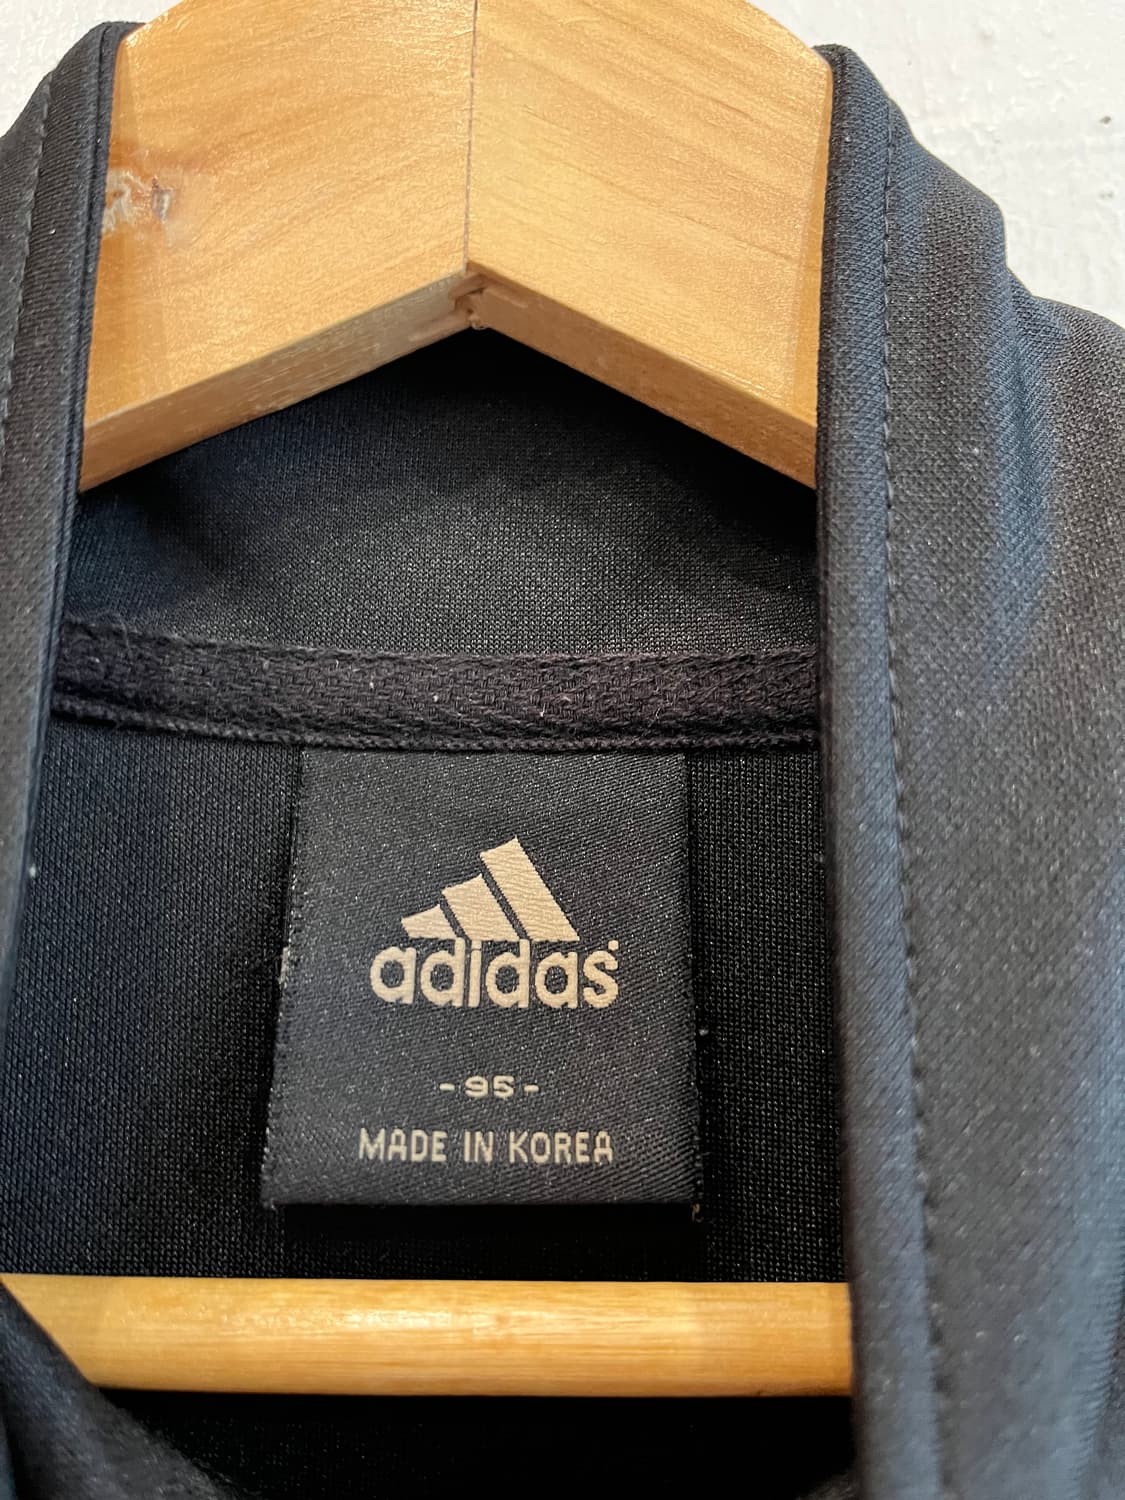 adidas
-95-
MADE IN KOREA